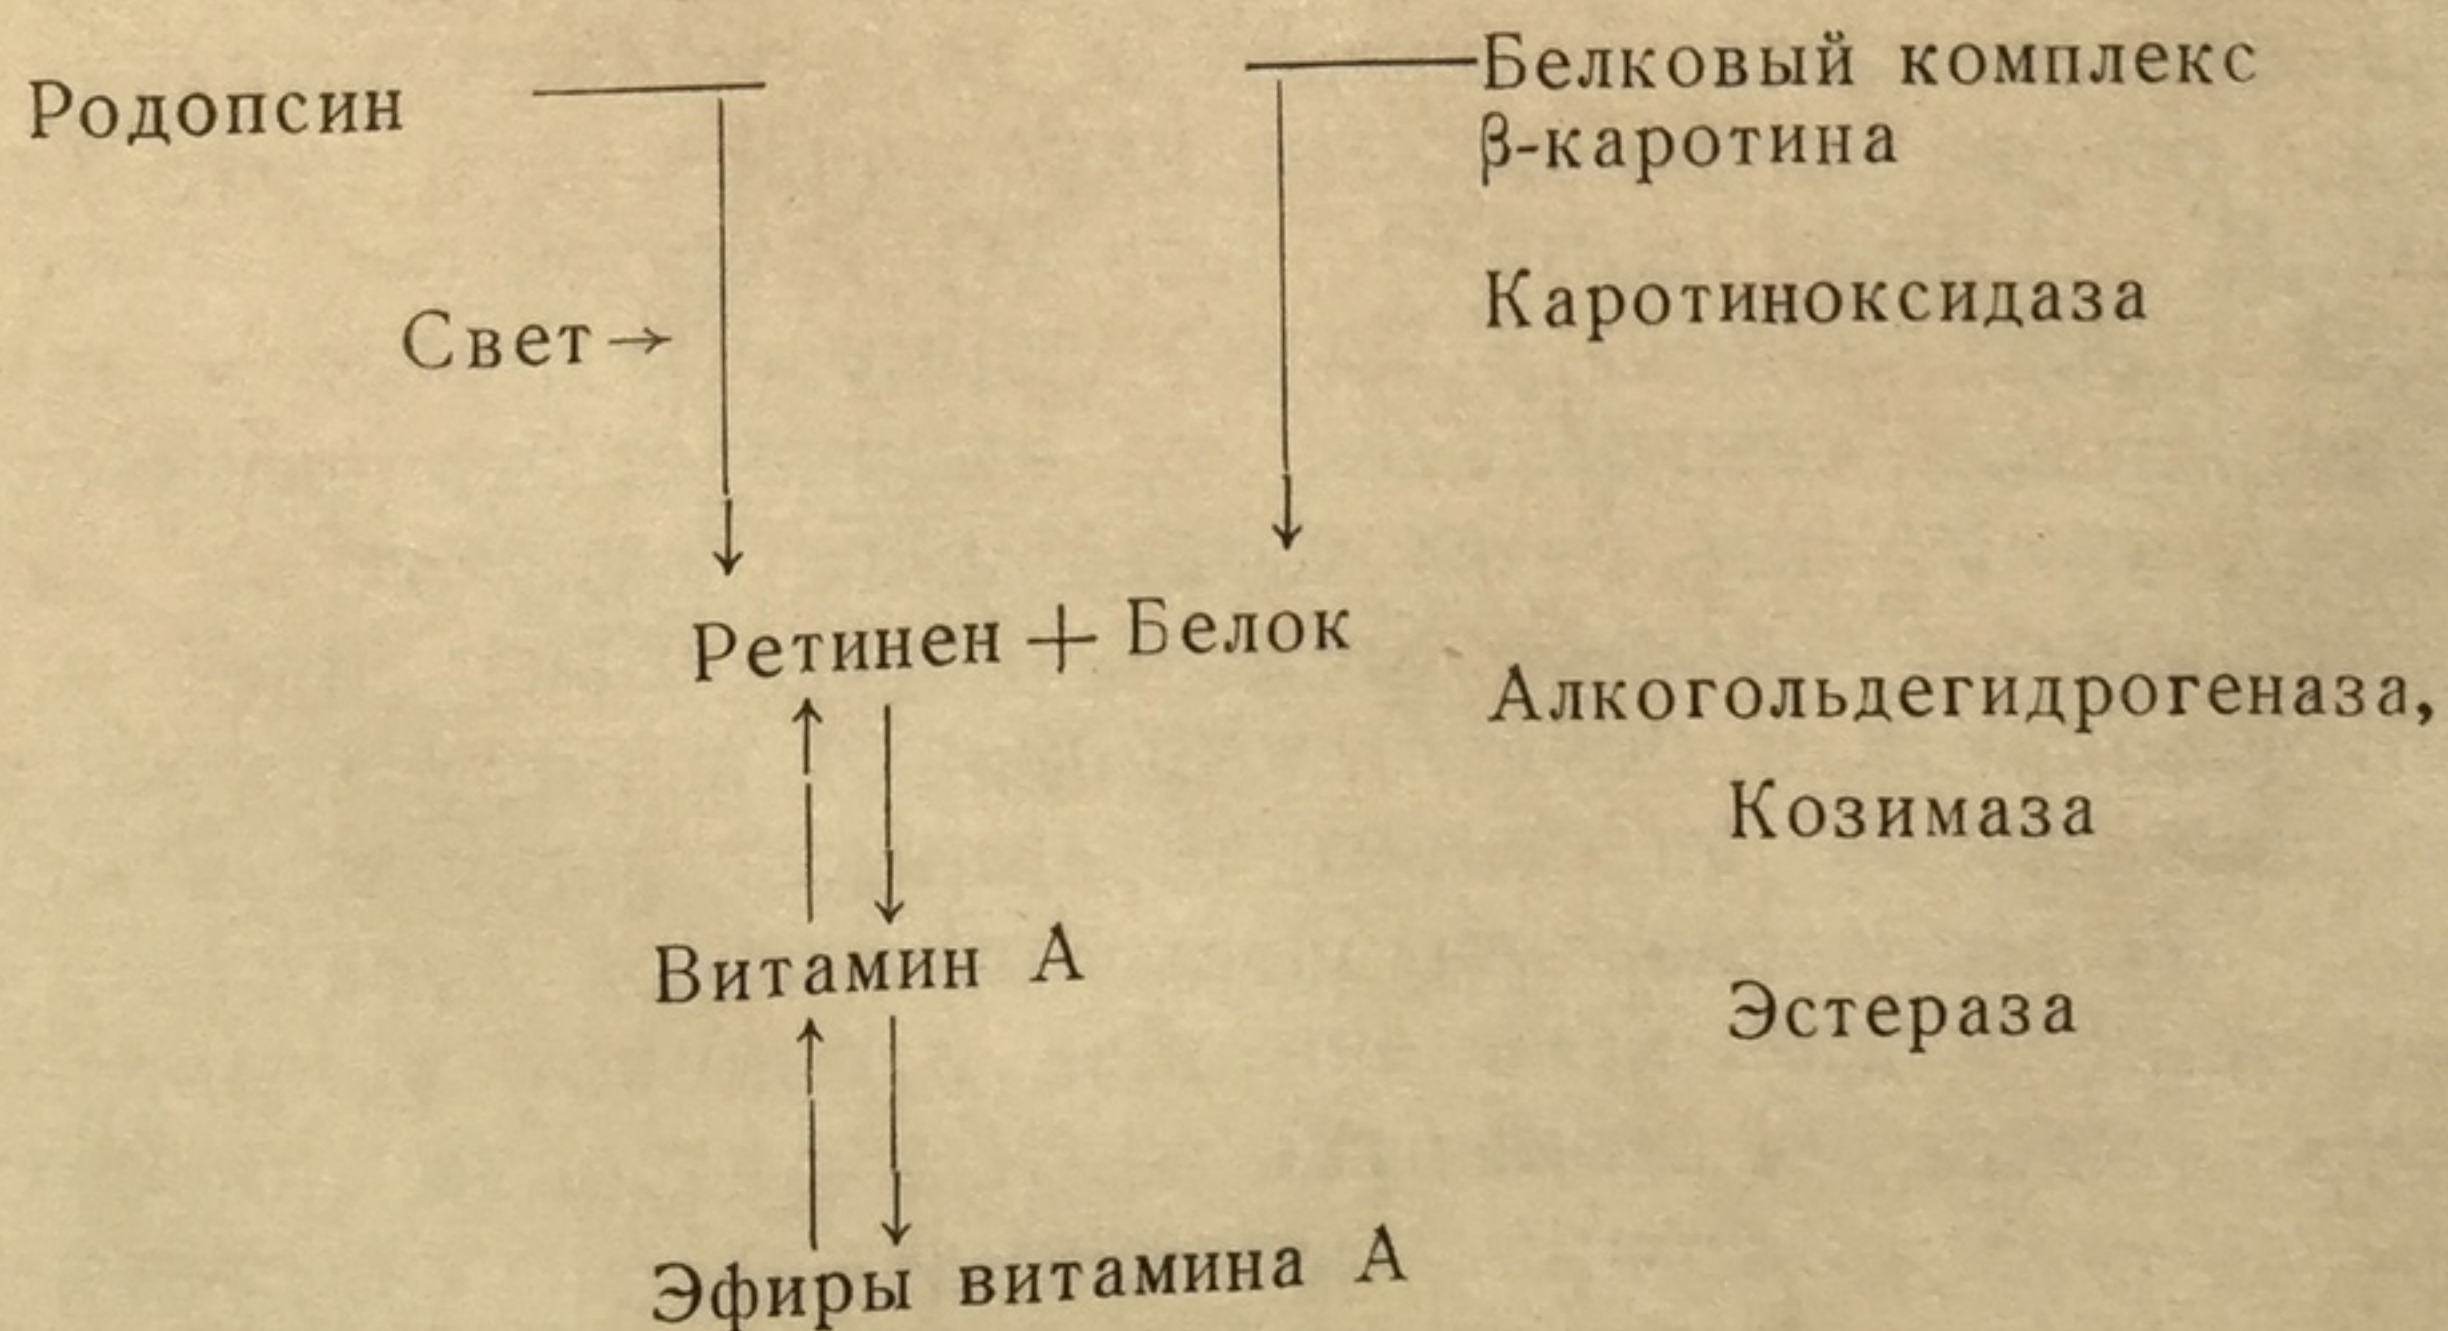 Родопсин
Белковый комплекс
β-каротина
Каротиноксидаза
Свет→
Ретинен + Белок
Алкогольдегидрогеназа,
Козимаза
Витамин А
Эстераза
Эфиры витамина А